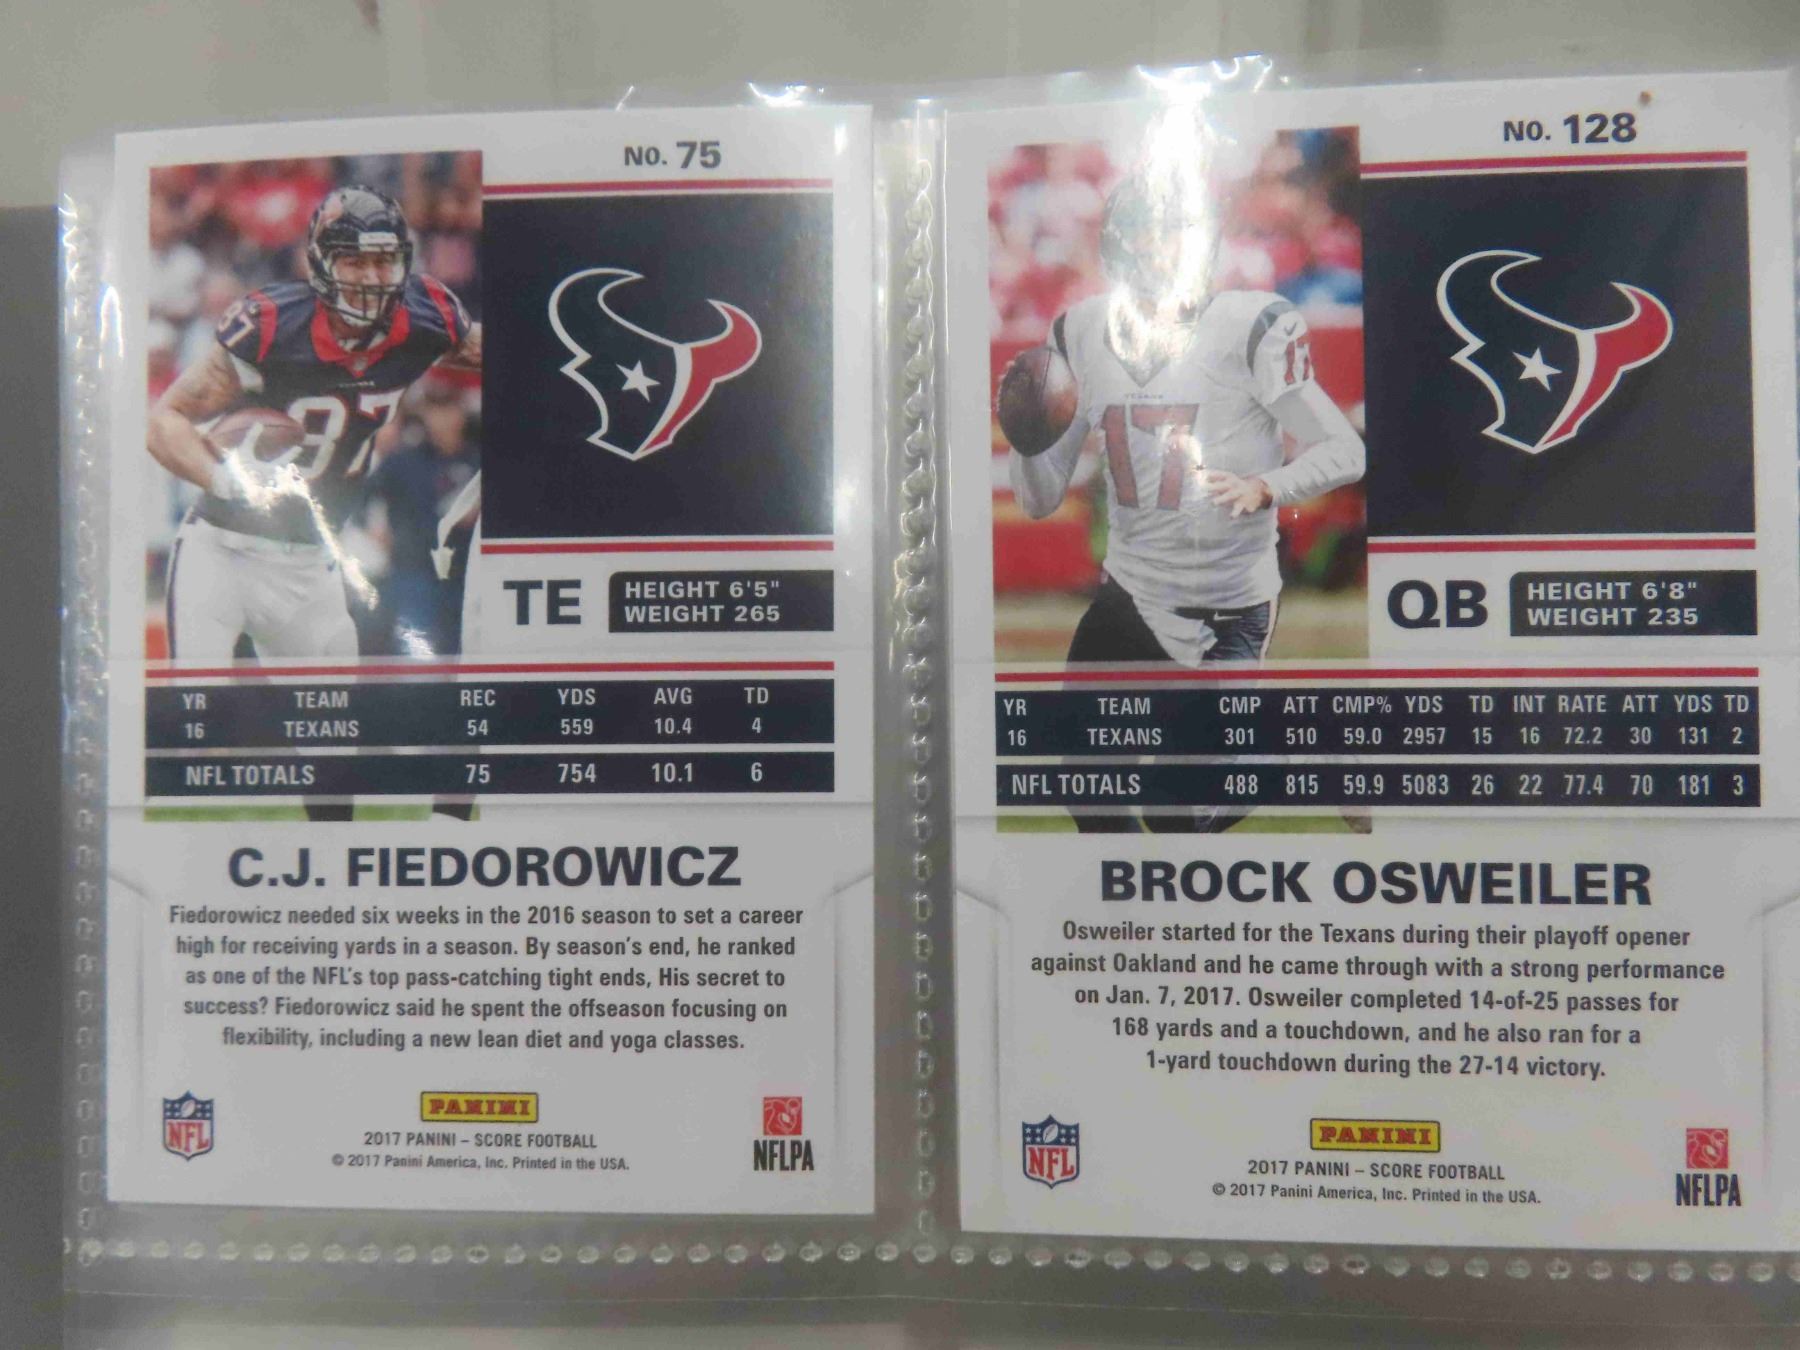 NO. 75
87
87
TE
HEIGHT 6'5"
WEIGHT 265
YR TEAM REC YDS AVG TD
16 TEXANS 54 559 10.4 4
NFL TOTALS 75 754 10.1 6
C.J. FIEDOROWICZ
Fiedorowicz needed six weeks in the 2016 season to set a career
high for receiving yards in a season. By season's end, he ranked
as one of the NFL's top pass-catching tight ends, His secret to
success? Fiedorowicz said he spent the offseason focusing on
flexibility, including a new lean diet and yoga classes.
NFL
PANINI
2017 PANINI – SCORE FOOTBALL
© 2017 Panini America, Inc. Printed in the USA.
NFLPA
NO. 128
17
TEXANS
17
QB
HEIGHT 6'8"
WEIGHT 235
YR TEAM CMP ATT CMP% YDS TD INT RATE ATT YDS TD
16 TEXANS 301 510 59.0 2957 15 16 72.2 30 131 2
NFL TOTALS 488 815 59.9 5083 26 22 77.4 70 181 3
BROCK OSWEILER
Osweiler started for the Texans during their playoff opener
against Oakland and he came through with a strong performance
on Jan. 7, 2017. Osweiler completed 14-of-25 passes for
168 yards and a touchdown, and he also ran for a
1-yard touchdown during the 27-14 victory.
NFL
PANINI
2017 PANINI – SCORE FOOTBALL
© 2017 Panini America, Inc. Printed in the USA.
NFLPA